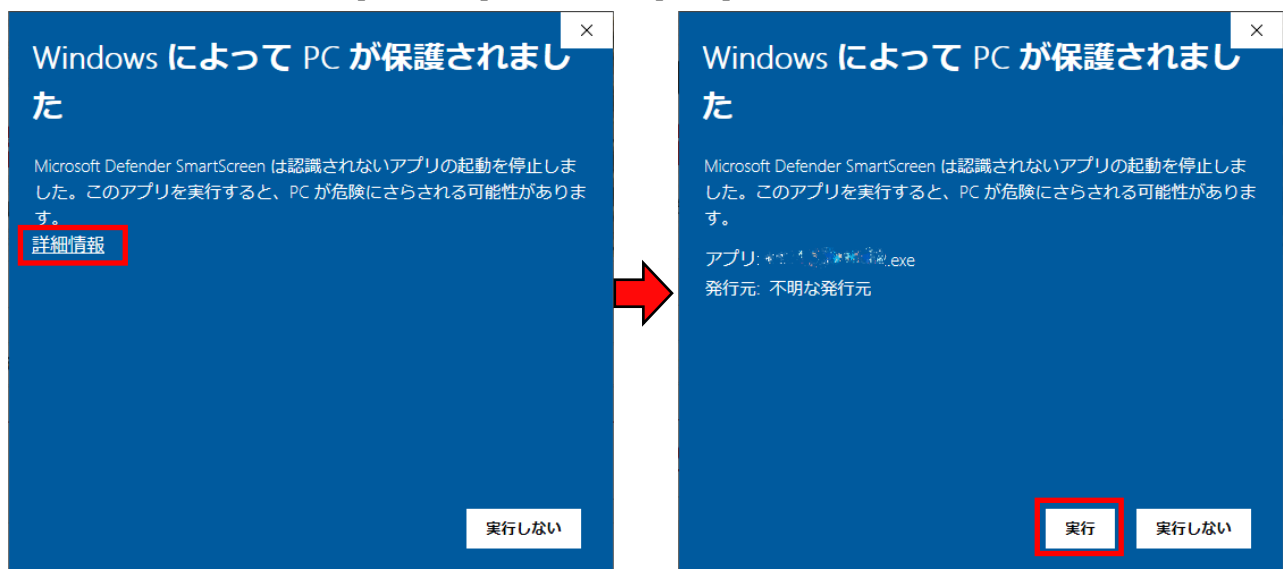 Windows によって PC が保護されまし
た
Microsoft Defender SmartScreen は認識されないアプリの起動を停止しま
した。このアプリを実行すると、PC が危険にさらされる可能性がありま
す。
詳細情報
実行しない
Windows によって PC が保護されまし
た
Microsoft Defender SmartScreen は認識されないアプリの起動を停止しま
した。このアプリを実行すると、PC が危険にさらされる可能性がありま
す。
アプリ: .exe
発行元: 不明な発行元
実行 実行しない